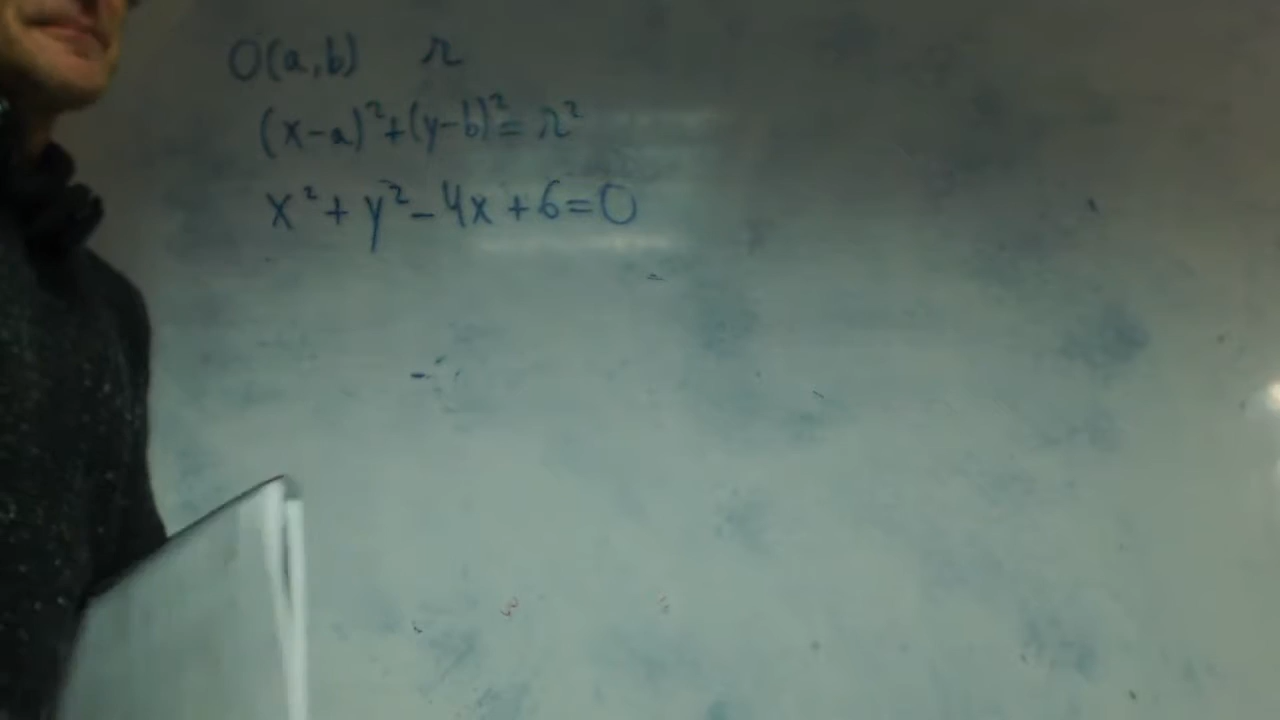 O(a,b) r
(x-a)²+(y-b)²=r²
x²+y²-4x+6=0